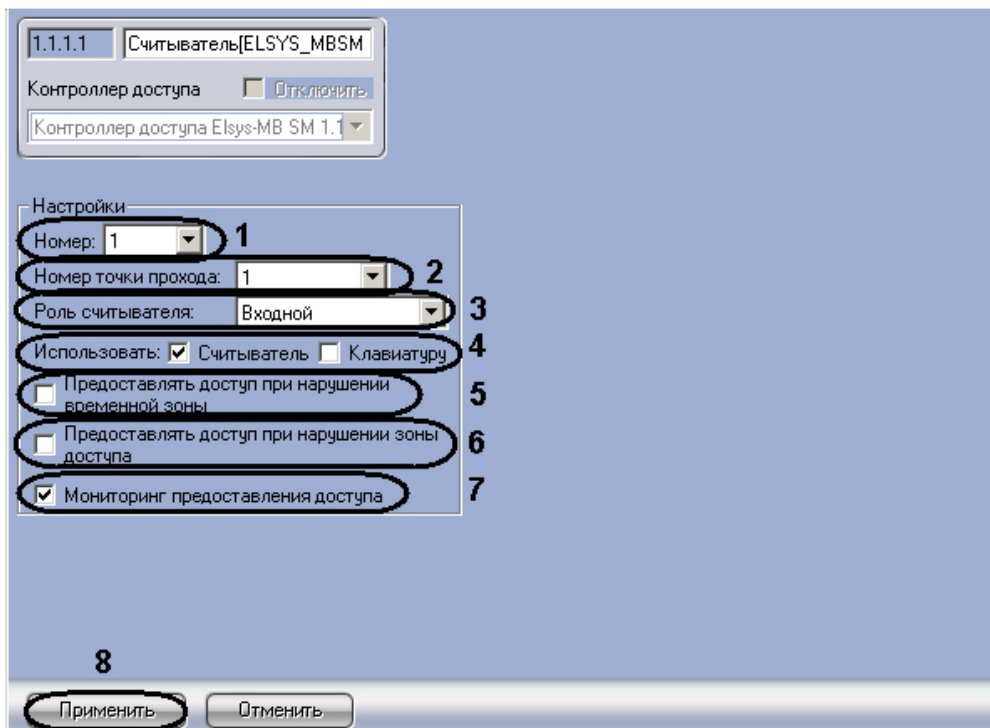 1.1.1.1 Считыватель[ELSYS_MBSM
Контроллер доступа Отключить
Контроллер доступа Elsys-MB SM 1.1
Настройки
Номер: 1 1
Номер точки прохода: 1 2
Роль считывателя: Входной 3
Использовать: Считыватель Клавиатуру 4
Предоставлять доступ при нарушении
временной зоны 5
Предоставлять доступ при нарушении зоны
доступа 6
Мониторинг предоставления доступа 7
8
Применить Отменить